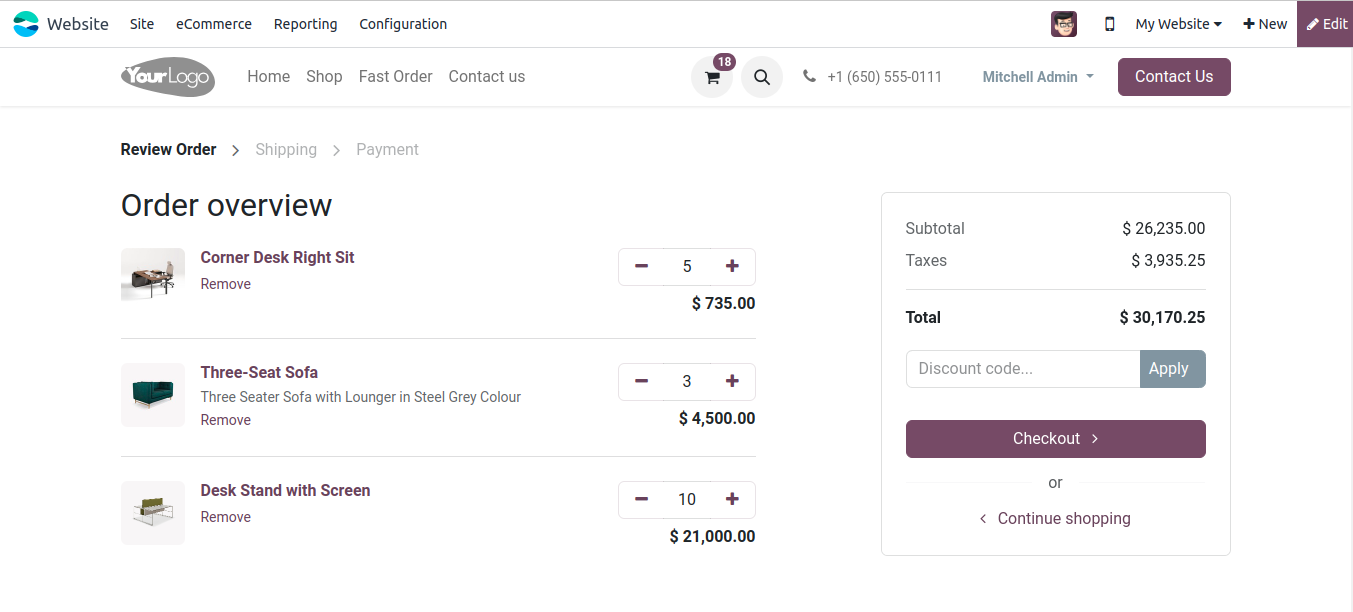 Website Site eCommerce Reporting Configuration My Website New Edit
YourLogo Home Shop Fast Order Contact us 18 +1 (650) 555-0111 Mitchell Admin Contact Us
Review Order Shipping Payment
Order overview
Corner Desk Right Sit
Remove
5
$ 735.00
Three-Seat Sofa
Three Seater Sofa with Lounger in Steel Grey Colour
Remove
3
$ 4,500.00
Desk Stand with Screen
Remove
10
$ 21,000.00
Subtotal $ 26,235.00
Taxes $ 3,935.25
Total $ 30,170.25
Discount code... Apply
Checkout
or
Continue shopping